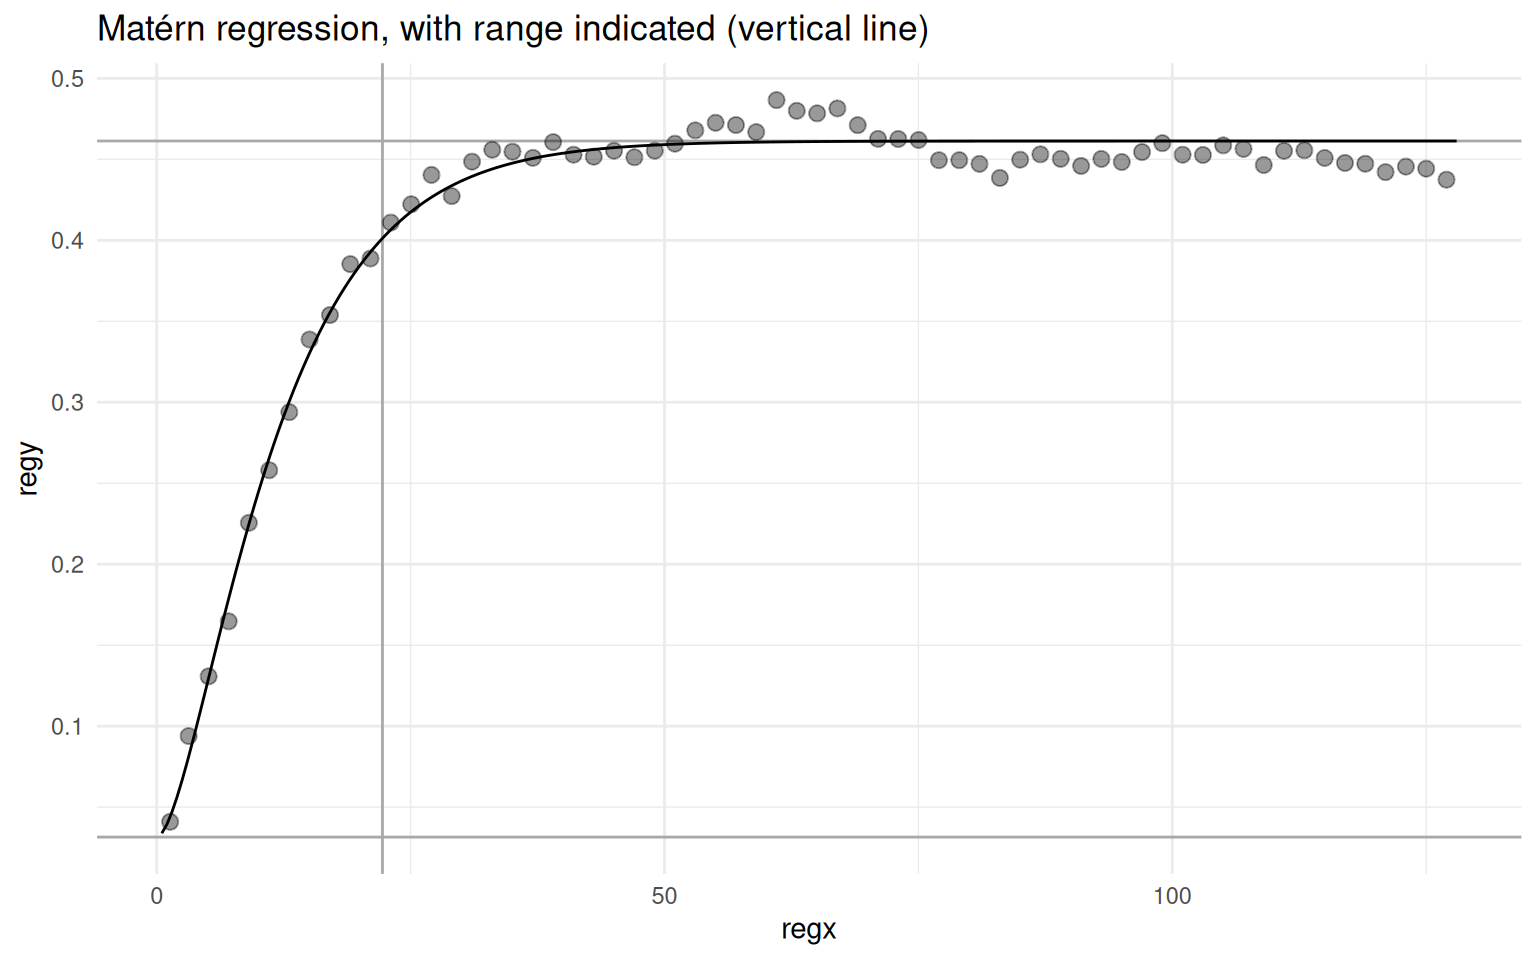 Matérn regression, with range indicated (vertical line)
0.5
0.4
0.3
0.2
0.1
regy
0 50 100
regx